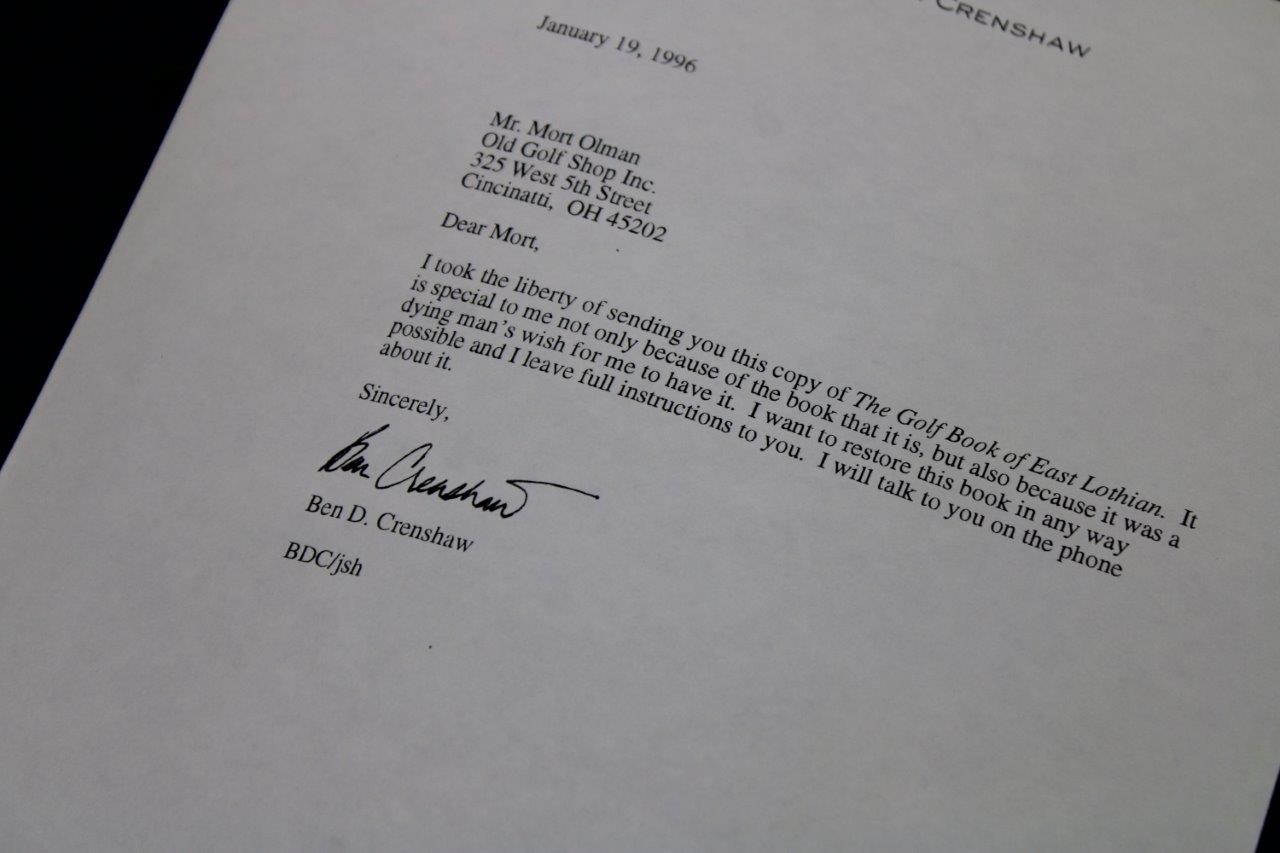 CRENSHAW
January 19, 1996
Mr. Mort Olman
Old Golf Shop Inc.
325 West 5th Street
Cincinatti, OH 45202
Dear Mort,
I took the liberty of sending you this copy of The Golf Book of East Lothian. It
is special to me not only because of the book that it is, but also because it was a
dying man's wish for me to have it. I want to restore this book in any way
possible and I leave full instructions to you. I will talk to you on the phone
about it.
Sincerely,
Ben Crenshaw
Ben D. Crenshaw
BDC/jsh